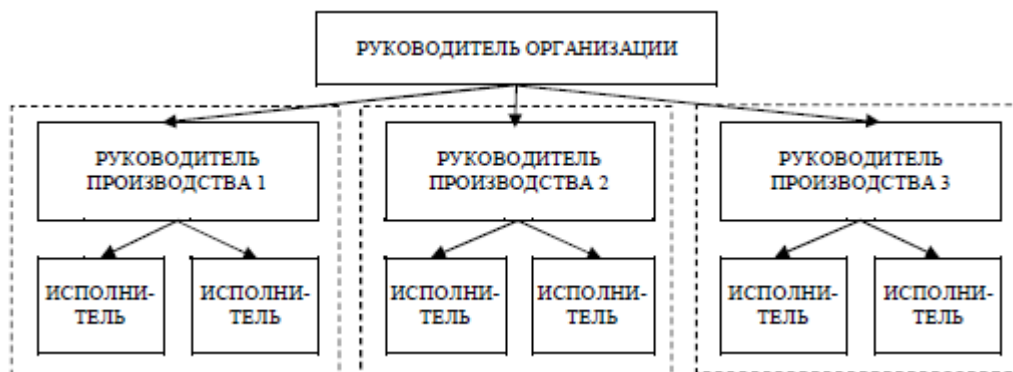 РУКОВОДИТЕЛЬ ОРГАНИЗАЦИИ
РУКОВОДИТЕЛЬ
ПРОИЗВОДСТВА 1
РУКОВОДИТЕЛЬ
ПРОИЗВОДСТВА 2
РУКОВОДИТЕЛЬ
ПРОИЗВОДСТВА 3
ИСПОЛНИ-
ТЕЛЬ
ИСПОЛНИ-
ТЕЛЬ
ИСПОЛНИ-
ТЕЛЬ
ИСПОЛНИ-
ТЕЛЬ
ИСПОЛНИ-
ТЕЛЬ
ИСПОЛНИ-
ТЕЛЬ